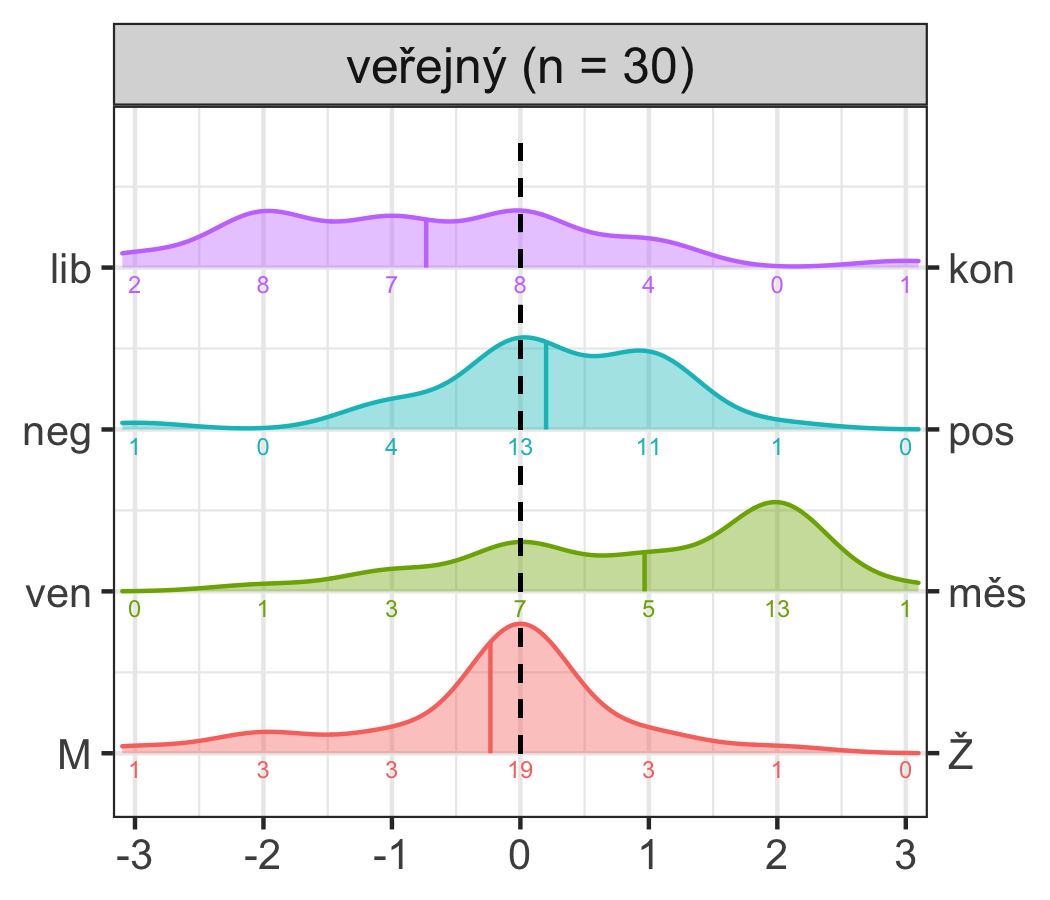 veřejný (n = 30)
lib kon
2 8 7 8 4 0 1
neg pos
1 0 4 13 11 1 0
ven měs
0 1 3 7 5 13 1
M Ž
1 3 3 19 3 1 0
-3 -2 -1 0 1 2 3